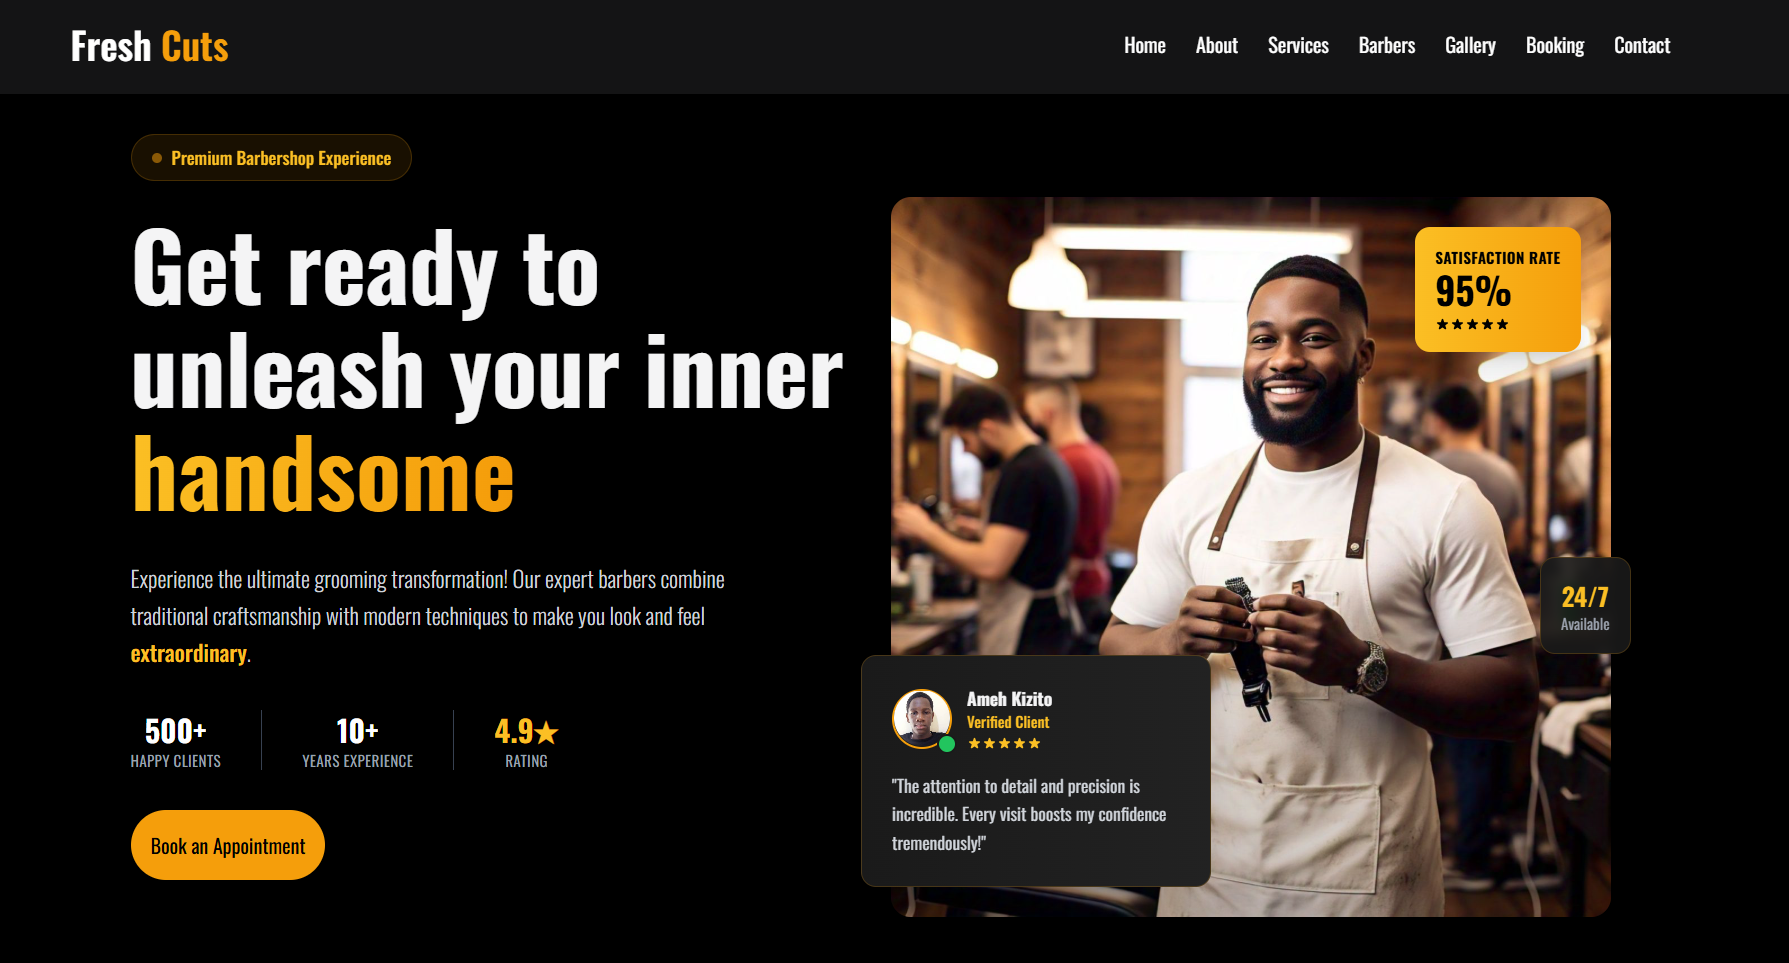 Fresh Cuts
Home About Services Barbers Gallery Booking Contact
Premium Barbershop Experience
Get ready to
unleash your inner
handsome
Experience the ultimate grooming transformation! Our expert barbers combine
traditional craftsmanship with modern techniques to make you look and feel
extraordinary.
500+
HAPPY CLIENTS
10+
YEARS EXPERIENCE
4.9★
RATING
Book an Appointment
SATISFACTION RATE
95%
★★★★★
24/7
Available
Ameh Kizito
Verified Client
★★★★★
"The attention to detail and precision is
incredible. Every visit boosts my confidence
tremendously!"